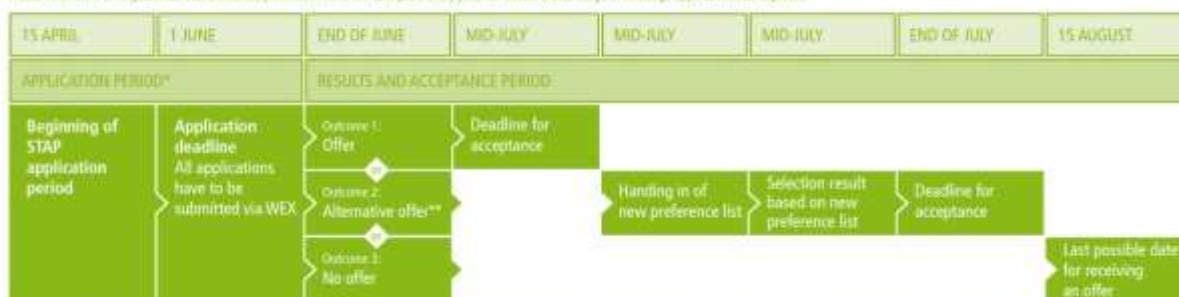 15 APRIL
1 JUNE
END OF JUNE
MID-JULY
MID-JULY
MID-JULY
END OF JULY
15 AUGUST
APPLICATION PERIOD*
RESULTS AND ACCEPTANCE PERIOD
Beginning of
STAP
application
period
Application
deadline
All applications
have to be
submitted via WEX
Outcome 1:
Offer
or
Outcome 2:
Alternative offer**
or
Outcome 3:
No offer
Deadline for
acceptance
Handing in of
new preference list
Selection result
based on new
preference list
Deadline for
acceptance
Last possible date
for receiving
an offer